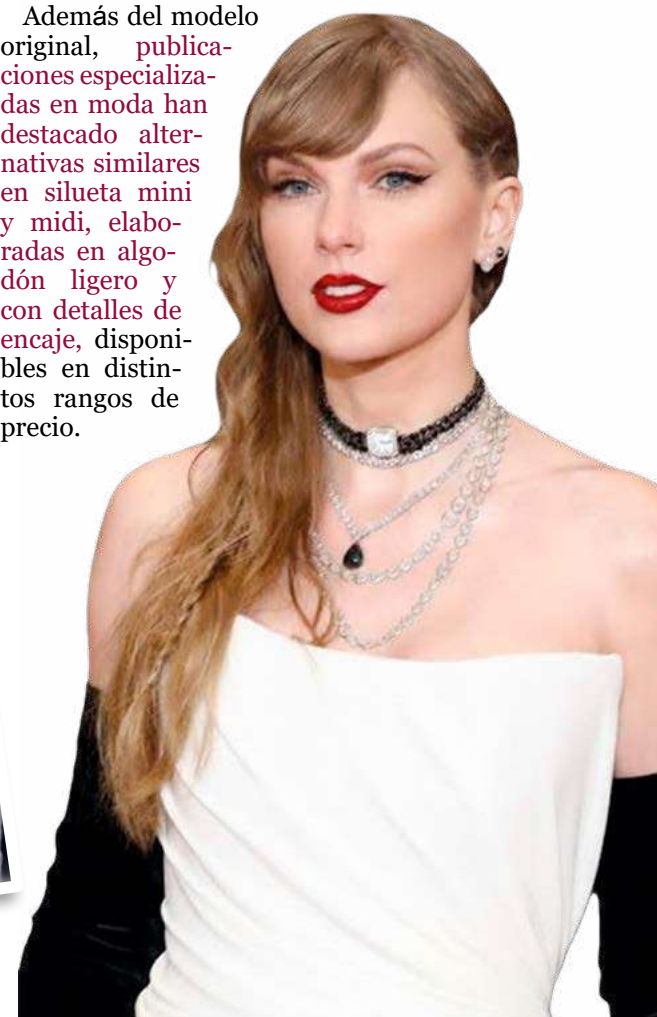 Además del modelo
original, publica-
ciones especializa-
das en moda han
destacado alter-
nativas similares
en silueta mini
y midi, elabo-
radas en algo-
dón ligero y
con detalles de
encaje, disponi-
bles en distin-
tos rangos de
precio.